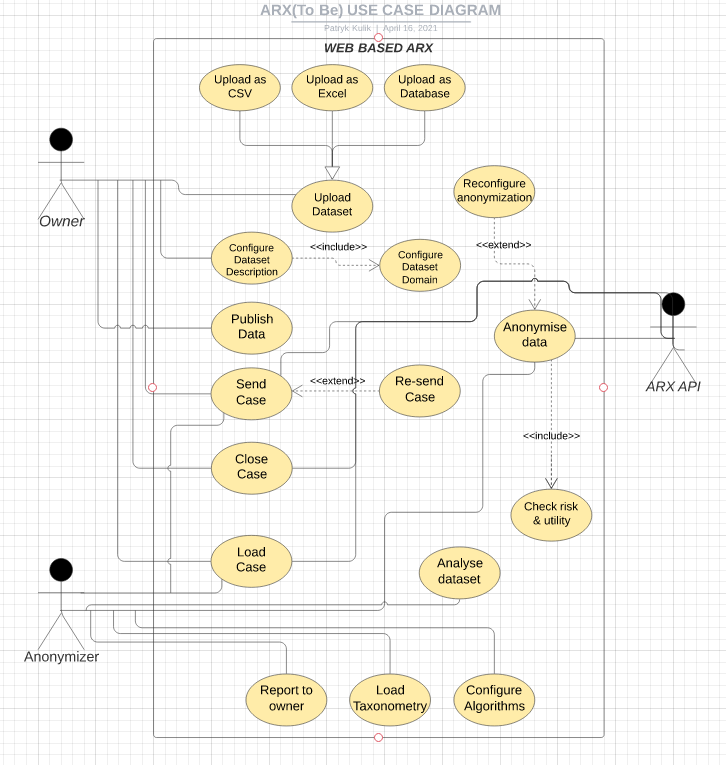 ARX(To Be) USE CASE DIAGRAM
Patryk Kulik | April 16, 2021
WEB BASED ARX
Upload as
CSV
Upload as
Excel
Upload as
Database
Owner
Upload
Dataset
Reconfigure
anonymization
Configure
Dataset
Description
<<include>>
Configure
Dataset
Domain
<<extend>>
Publish
Data
Anonymise
data
ARX API
Send
Case
<<extend>>
Re-send
Case
Close
Case
<<include>>
Check risk
& utility
Load
Case
Analyse
dataset
Anonymizer
Report to
owner
Load
Taxonometry
Configure
Algorithms